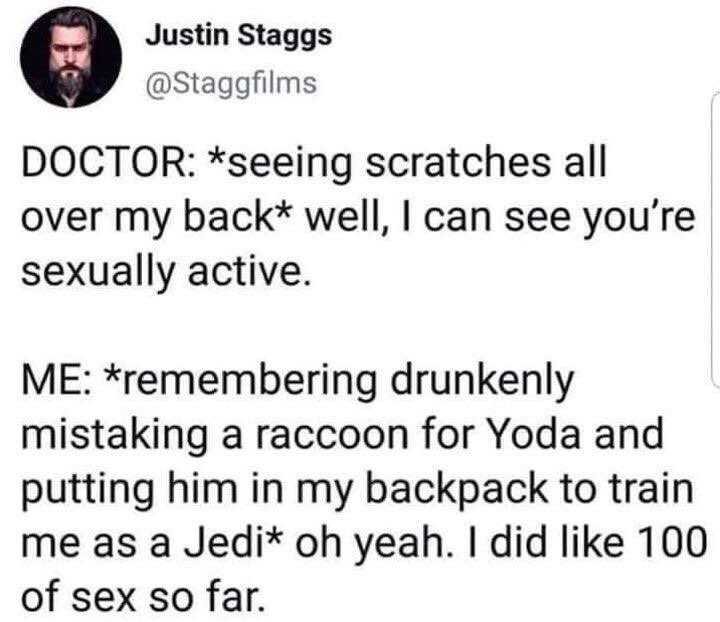 Justin Staggs
@Staggfilms
DOCTOR: *seeing scratches all
over my back* well, I can see you're
sexually active.
ME: *remembering drunkenly
mistaking a raccoon for Yoda and
putting him in my backpack to train
me as a Jedi* oh yeah. I did like 100
of sex so far.